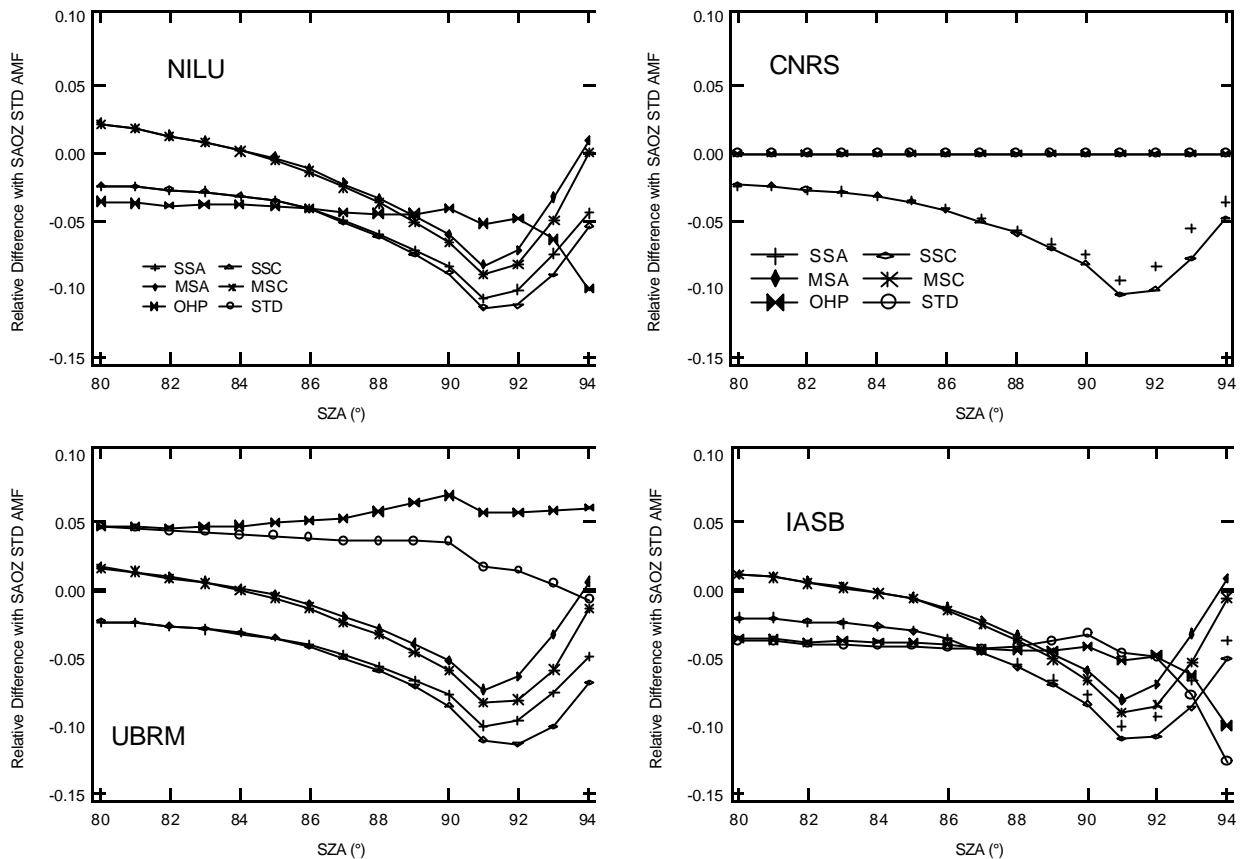 Relative Difference with SAOZ STD AMF
0.10
0.05
0.00
-0.05
-0.10
-0.15
NILU
SSA SSC
MSA MSC
OHP STD
80 82 84 86 88 90 92 94
SZA (°)
Relative Difference with SAOZ STD AMF
0.10
0.05
0.00
-0.05
-0.10
-0.15
CNRS
SSA SSC
MSA MSC
OHP STD
80 82 84 86 88 90 92 94
SZA (°)
Relative Difference with SAOZ STD AMF
0.10
0.05
0.00
-0.05
-0.10
-0.15
UBRM
80 82 84 86 88 90 92 94
SZA (°)
Relative Difference with SAOZ STD AMF
0.10
0.05
0.00
-0.05
-0.10
-0.15
IASB
80 82 84 86 88 90 92 94
SZA (°)